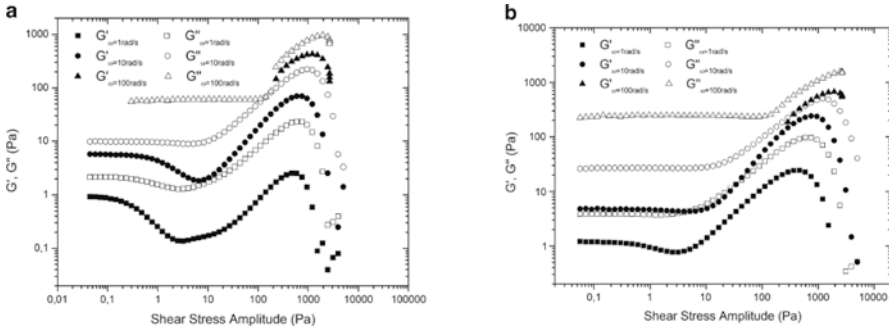 a
G' ω=1rad/s G'' ω=1rad/s
G' ω=10rad/s G'' ω=10rad/s
G' ω=100rad/s G'' ω=100rad/s
1000
100
10
1
0,1
G', G'' (Pa)
0,01 0,1 1 10 100 1000 10000 100000
Shear Stress Amplitude (Pa)
b
G' ω=1rad/s G'' ω=1rad/s
G' ω=10rad/s G'' ω=10rad/s
G' ω=100rad/s G'' ω=100rad/s
10000
1000
100
10
1
G', G'' (Pa)
0,1 1 10 100 1000 10000
Shear Stress Amplitude (Pa)